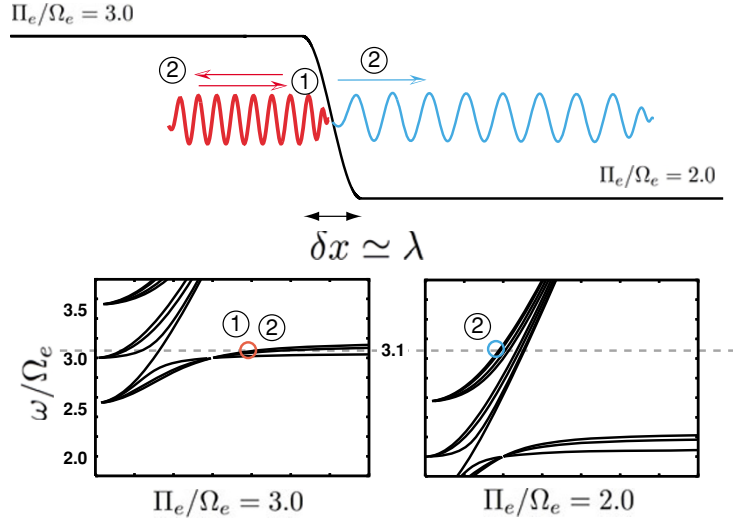 Πₑ/Ωₑ = 3.0
② ① ②
Πₑ/Ωₑ = 2.0
δx ≃ λ
3.5
① ② ②
3.0 3.1
2.5
2.0
ω/Ωₑ
Πₑ/Ωₑ = 3.0 Πₑ/Ωₑ = 2.0